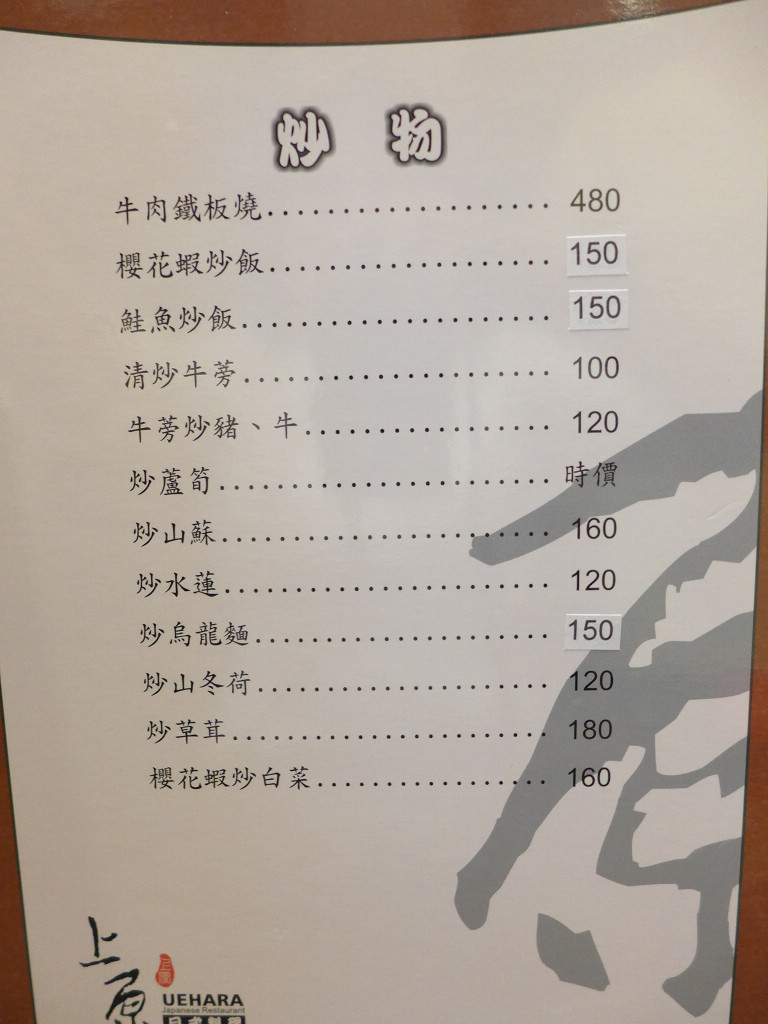 炒物
牛肉鐵板燒................... 480
櫻花蝦炒飯................... 150
鮭魚炒飯..................... 150
清炒牛蒡..................... 100
牛蒡炒豬、牛................. 120
炒蘆筍....................... 時價
炒山蘇....................... 160
炒水蓮....................... 120
炒烏龍麵..................... 150
炒山冬荷..................... 120
炒草茸....................... 180
櫻花蝦炒白菜................. 160
上原
上原
UEHARA
Japanese Restaurant